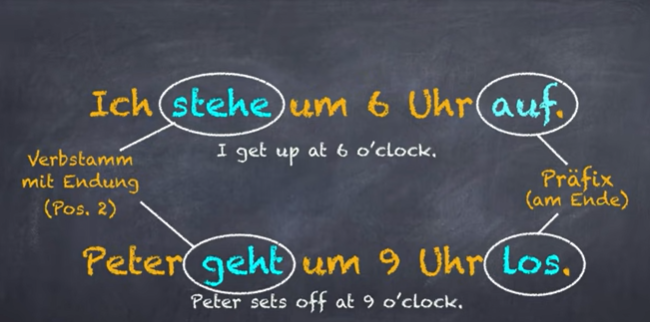 Ich stehe um 6 Uhr auf.
I get up at 6 o'clock.
Verbstamm
mit Endung
(Pos. 2)
Präfix
(am Ende)
Peter geht um 9 Uhr los.
Peter sets off at 9 o'clock.